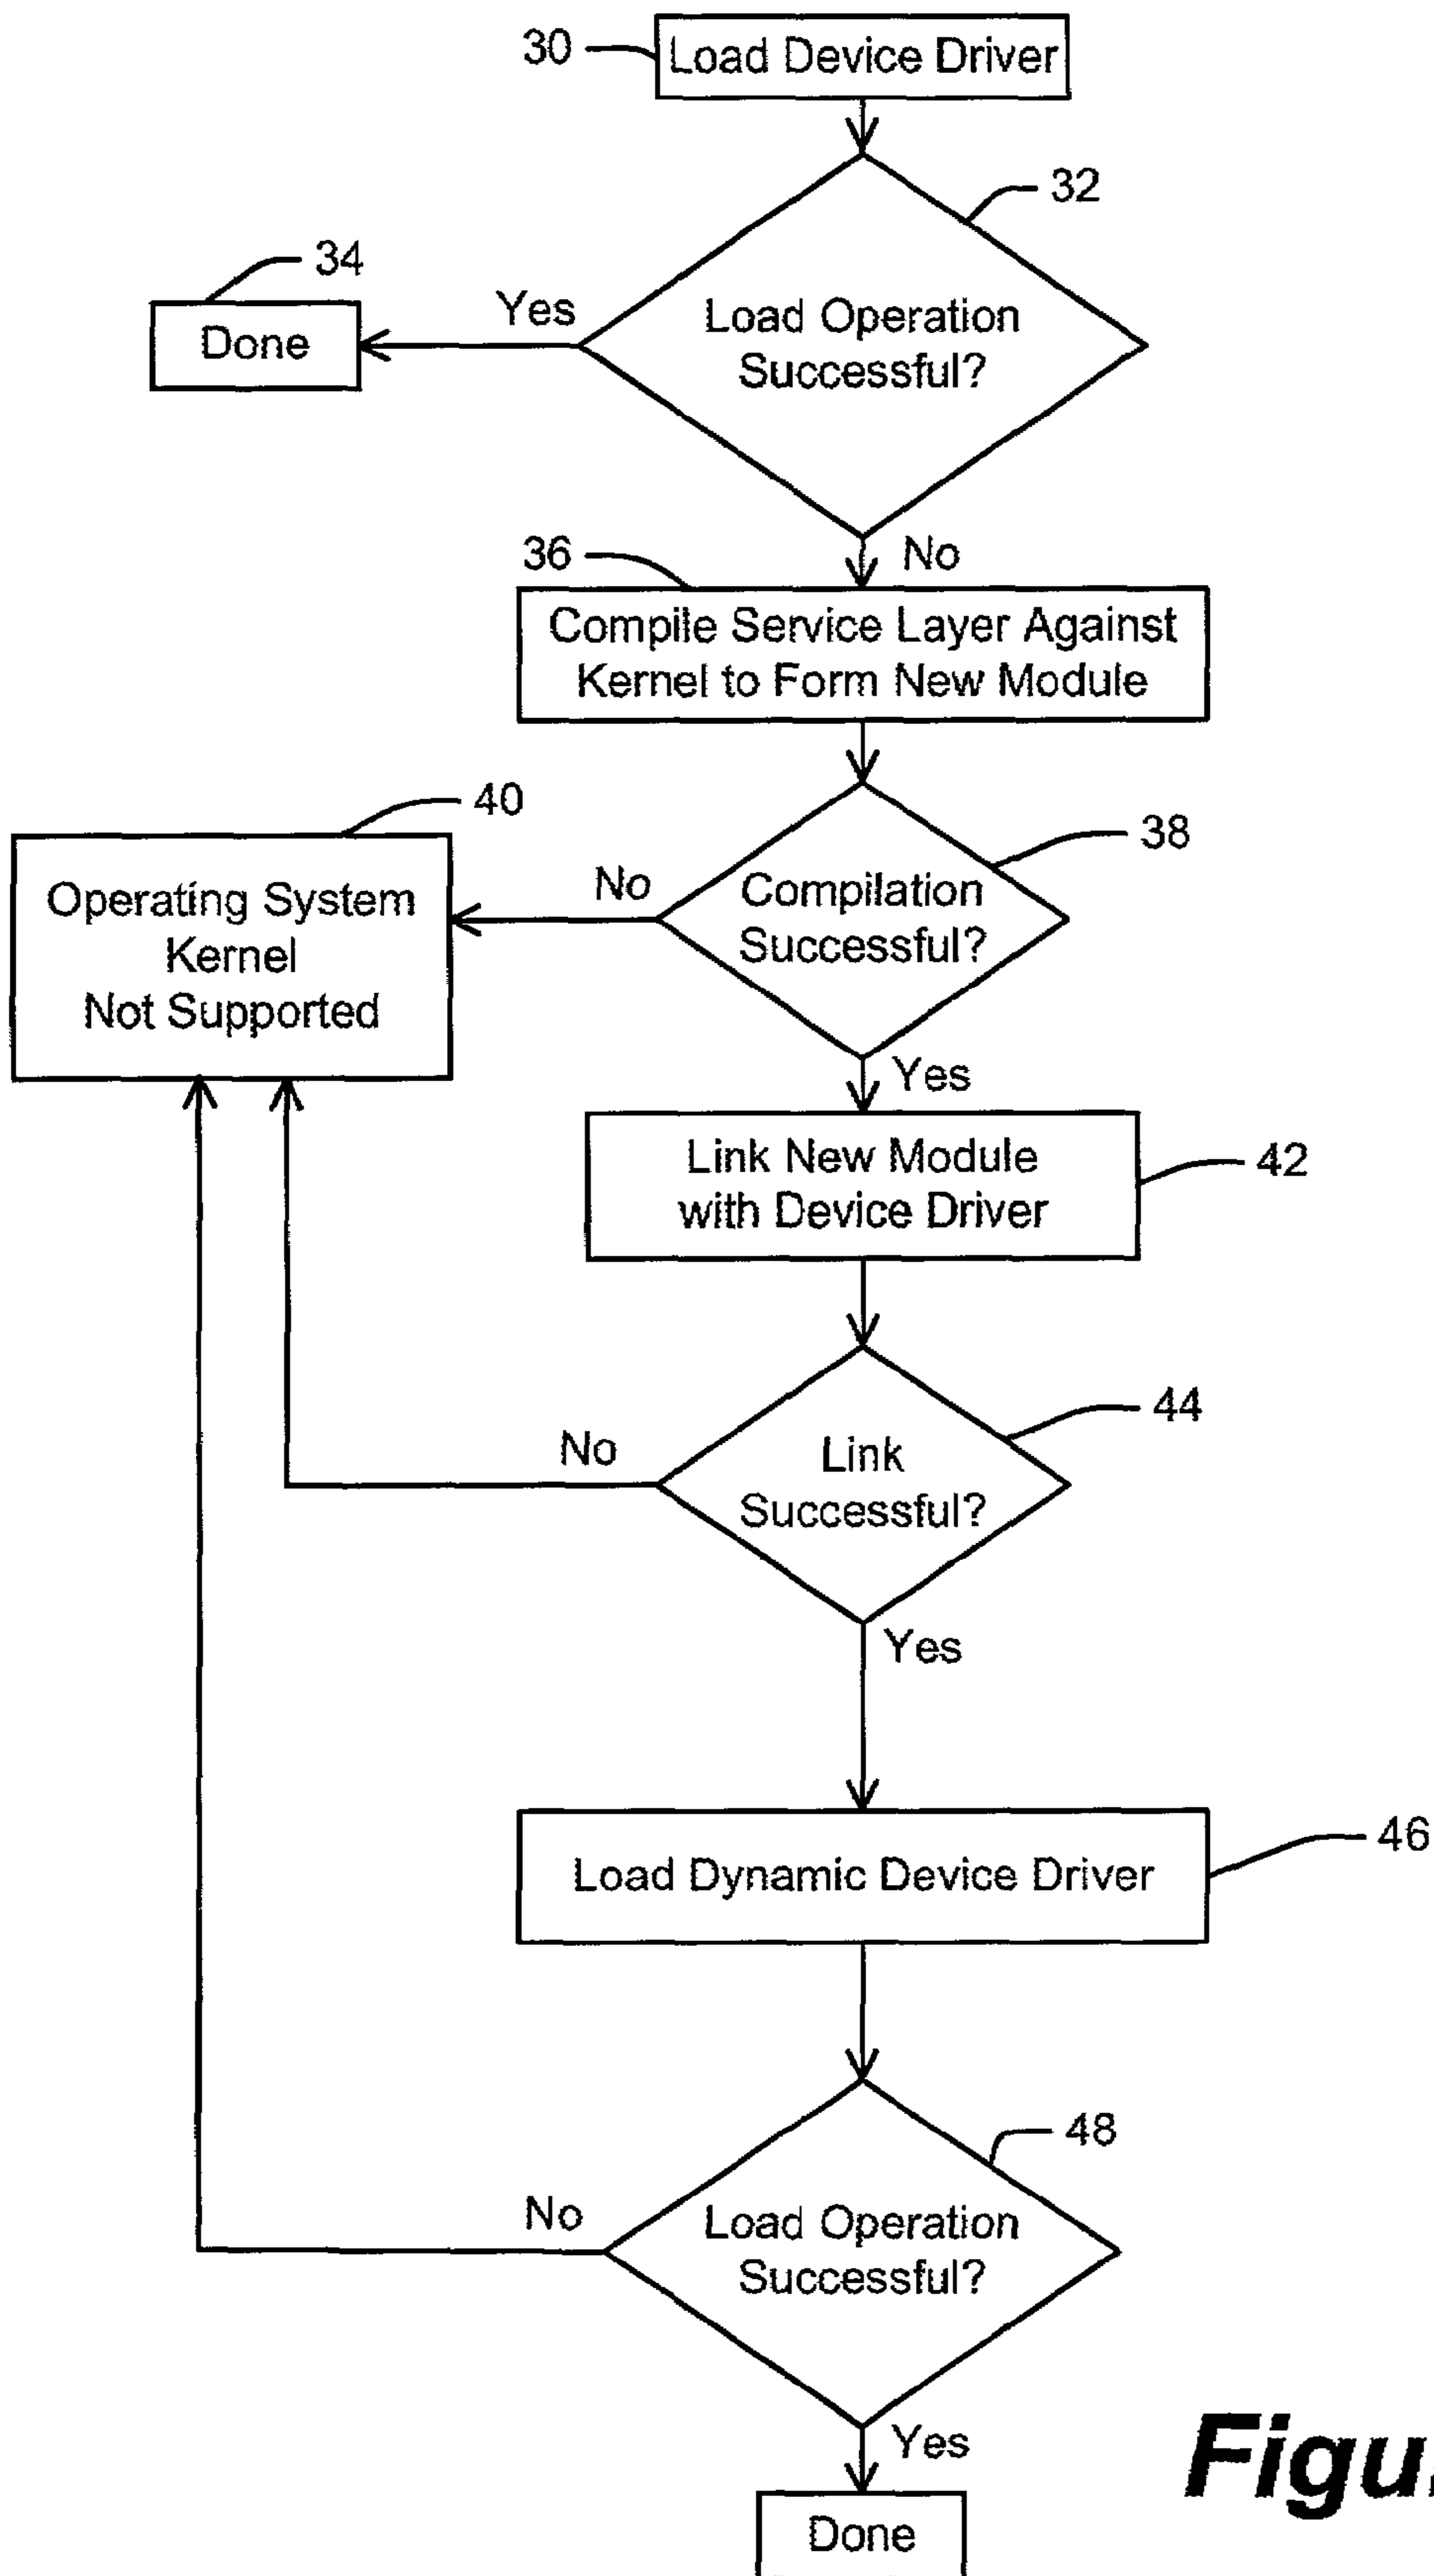 30
Load Device Driver
32
34
Done
Yes
Load Operation
Successful?
No
36
Compile Service Layer Against
Kernel to Form New Module
40
38
Operating System
Kernel
Not Supported
No
Compilation
Successful?
Yes
Link New Module
with Device Driver
42
44
No
Link
Successful?
Yes
46
Load Dynamic Device Driver
48
No
Load Operation
Successful?
Yes
Done